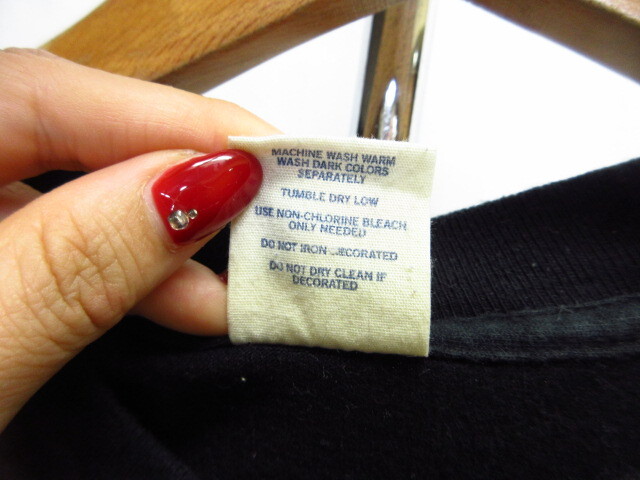 MACHINE WASH WARM
WASH DARK COLORS
SEPARATELY
TUMBLE DRY LOW
USE NON-CHLORINE BLEACH
ONLY NEEDED
DO NOT IRON DECORATED
DO NOT DRY CLEAN IF
DECORATED